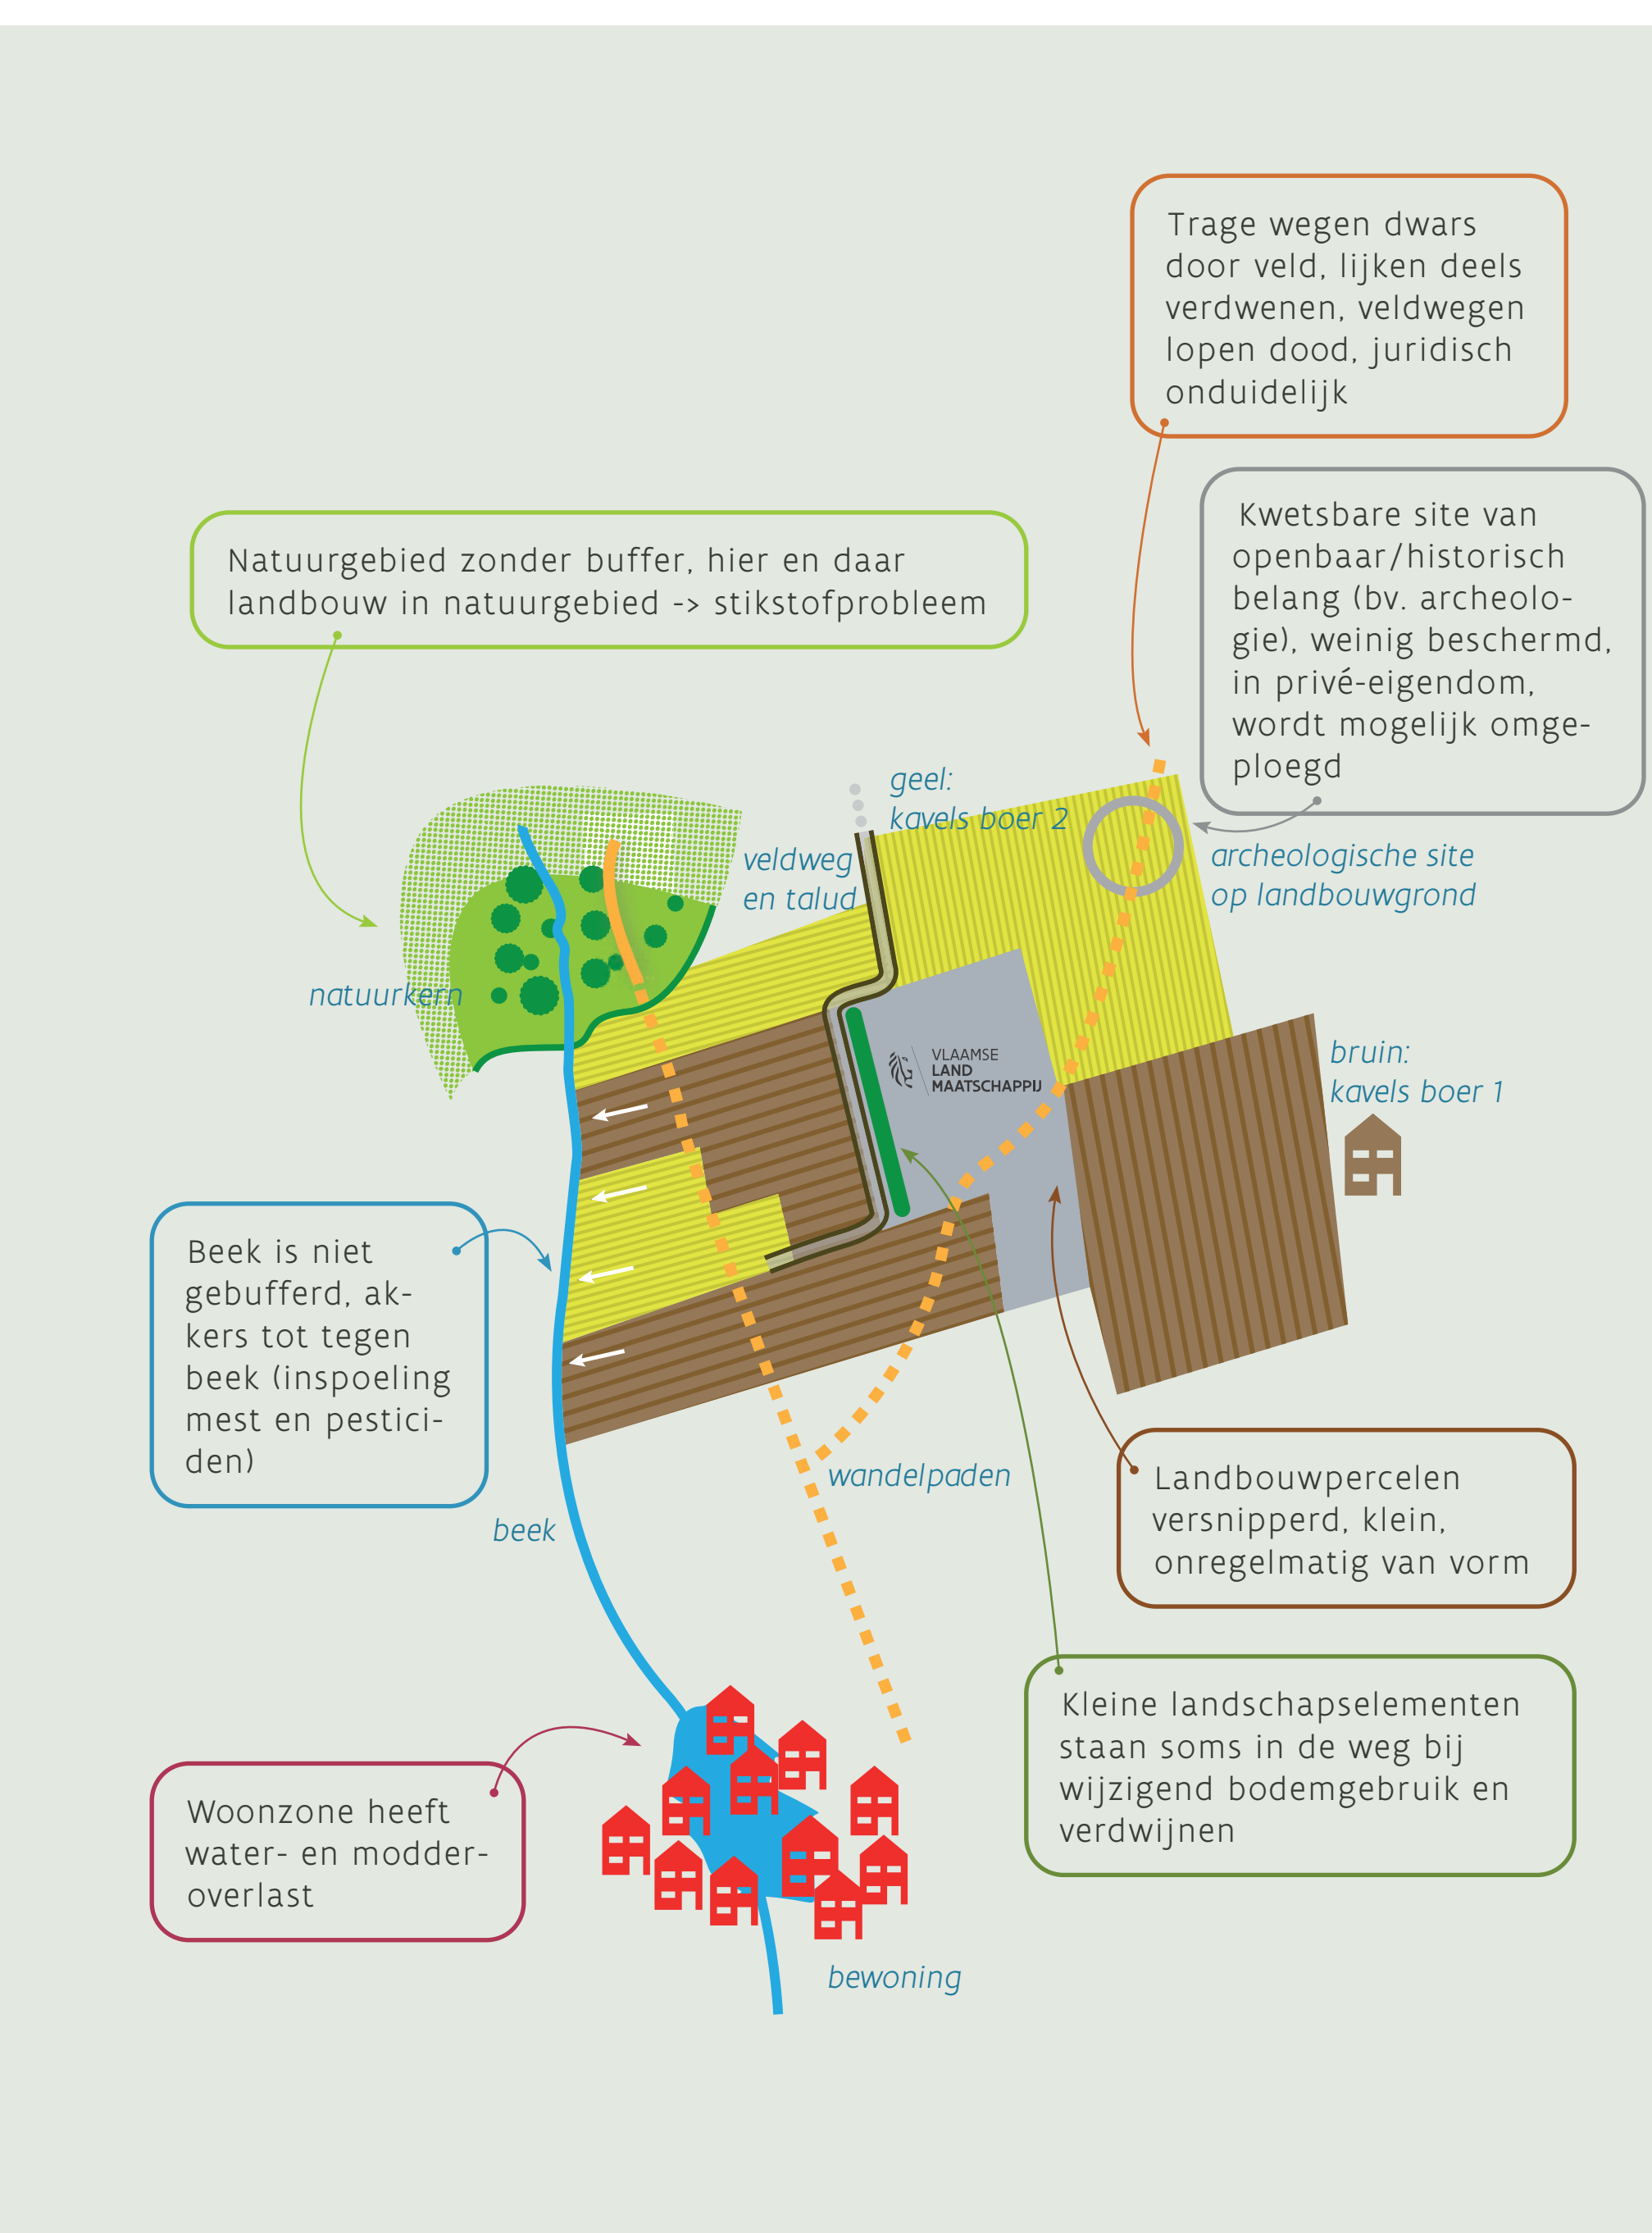 Trage wegen dwars
door veld, lijken deels
verdwenen, veldwegen
lopen dood, juridisch
onduidelijk
Kwetsbare site van
openbaar/historisch
belang (bv. archeolo-
gie), weinig beschermd,
in privé-eigendom,
wordt mogelijk omge-
ploegd
Natuurgebied zonder buffer, hier en daar
landbouw in natuurgebied -> stikstofprobleem
geel:
kavels boer 2
veldweg
en talud
archeologische site
op landbouwgrond
natuurkern
VLAAMSE
LAND
MAATSCHAPPIJ
bruin:
kavels boer 1
Beek is niet
gebufferd, ak-
kers tot tegen
beek (inspoeling
mest en pestici-
den)
wandelpaden
beek
Landbouwpercelen
versnipperd, klein,
onregelmatig van vorm
Kleine landschapselementen
staan soms in de weg bij
wijzigend bodemgebruik en
verdwijnen
Woonzone heeft
water- en modder-
overlast
bewoning